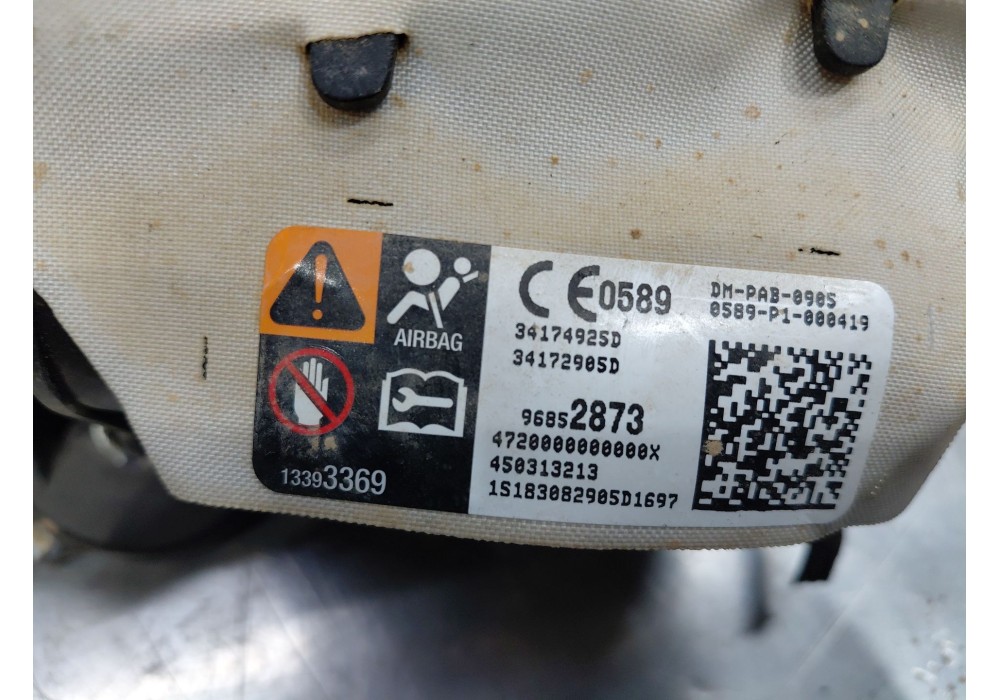 AIRBAG
13393369
CE0589
34174925D
34172905D
DM-PAB-0905
0589-P1-000419
96852873
4720000000000X
450313213
1S183082905D1697